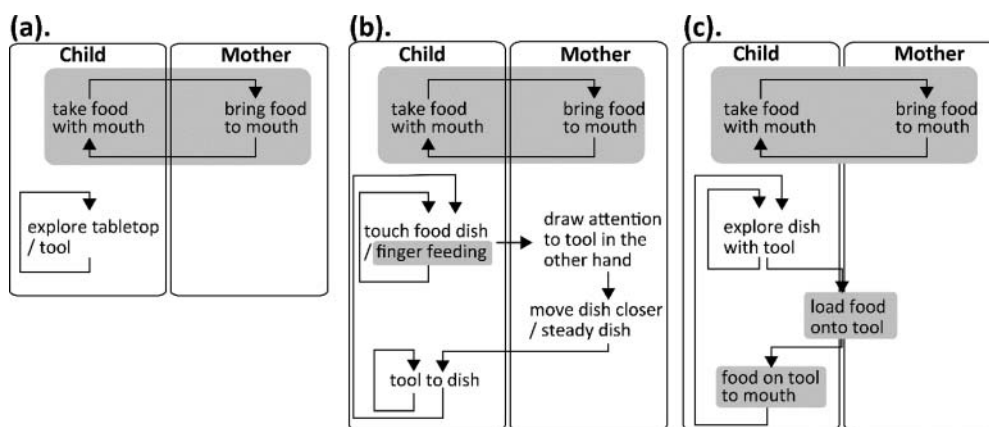 (a).
Child
Mother
take food
with mouth
bring food
to mouth
explore tabletop
/ tool
(b).
Child
Mother
take food
with mouth
bring food
to mouth
touch food dish
/ finger feeding
draw attention
to tool in the
other hand
move dish closer
/ steady dish
tool to dish
(c).
Child
Mother
take food
with mouth
bring food
to mouth
explore dish
with tool
load food
onto tool
food on tool
to mouth